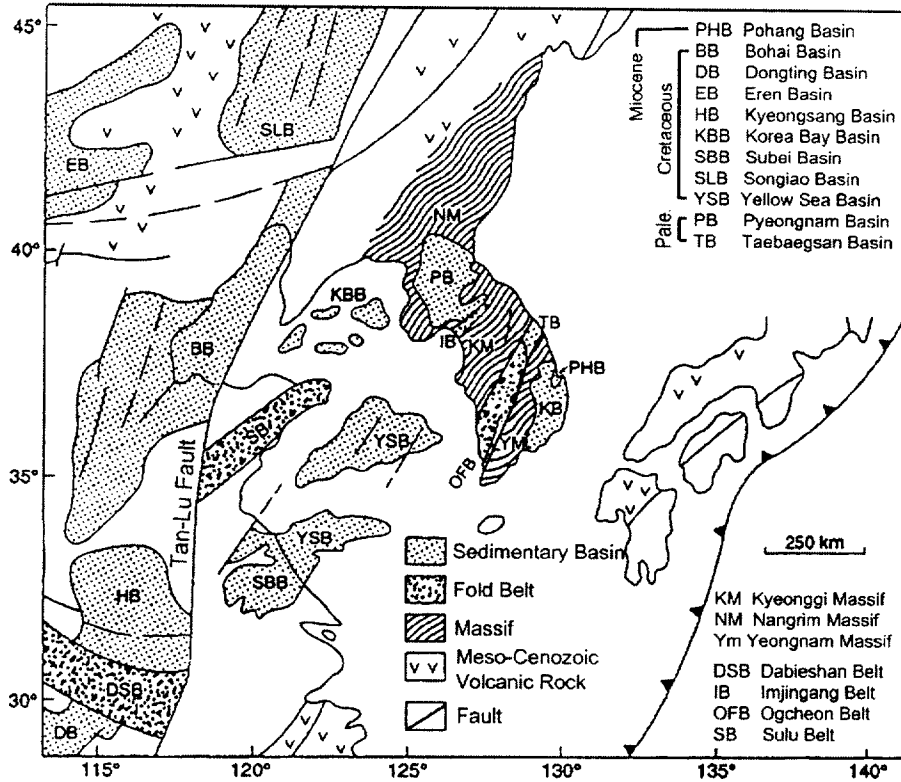 45°
40°
35°
30°
115°
120°
125°
130°
135°
140°
Miocene
Cretaceous
Pale.
PHB Pohang Basin
BB Bohai Basin
DB Dongting Basin
EB Eren Basin
HB Kyeongsang Basin
KBB Korea Bay Basin
SBB Subei Basin
SLB Songiao Basin
YSB Yellow Sea Basin
PB Pyeongnam Basin
TB Taebaegsan Basin
SLB
EB
NM
PB
KBB
TB
IB
KM
PHB
BB
KB
SB
YSB
YM
OFB
Tan-Lu Fault
YSB
SBB
HB
DSB
DB
Sedimentary Basin
Fold Belt
Massif
Meso-Cenozoic
Volcanic Rock
Fault
250 km
KM Kyeonggi Massif
NM Nangrim Massif
Ym Yeongnam Massif
DSB Dabieshan Belt
IB Imjingang Belt
OFB Ogcheon Belt
SB Sulu Belt